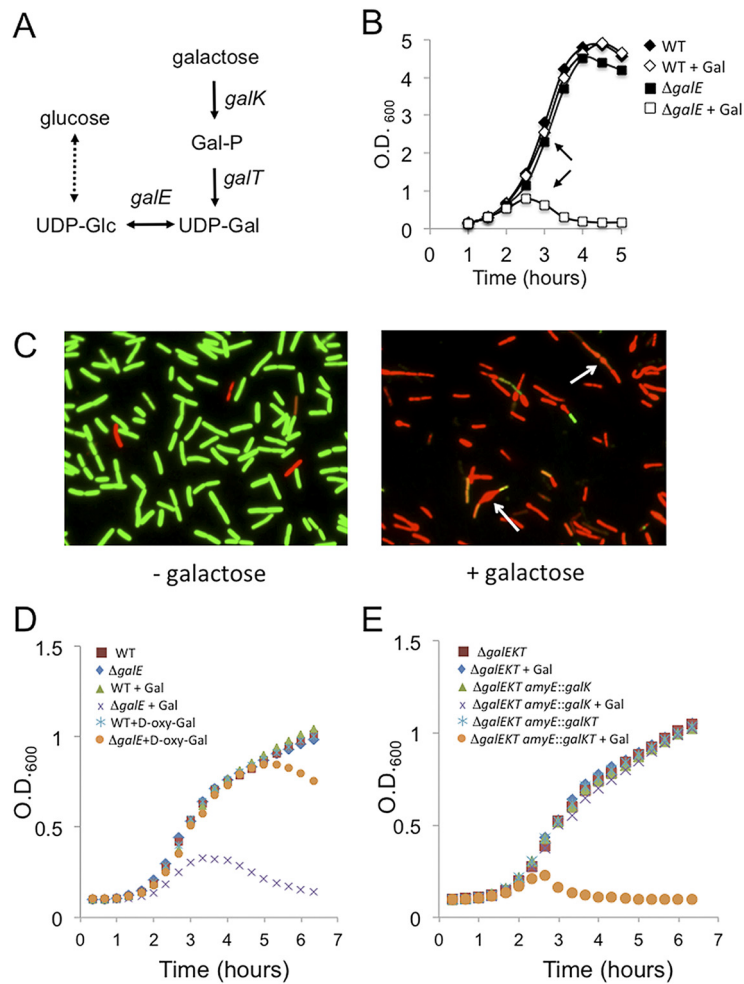 A
galactose
galK
glucose
Gal-P
galT
galE
UDP-Glc
UDP-Gal
B
5
4
3
2
1
0
O.D. 600
0 1 2 3 4 5
Time (hours)
WT
WT + Gal
ΔgalE
ΔgalE + Gal
C
- galactose
+ galactose
D
1.5
1
0.5
0
O.D.600
0 1 2 3 4 5 6 7
Time (hours)
WT
ΔgalE
WT + Gal
ΔgalE + Gal
WT+D-oxy-Gal
ΔgalE+D-oxy-Gal
E
1.5
1
0.5
0
O.D.600
0 1 2 3 4 5 6 7
Time (hours)
ΔgalEKT
ΔgalEKT + Gal
ΔgalEKT amyE::galK
ΔgalEKT amyE::galK + Gal
ΔgalEKT amyE::galKT
ΔgalEKT amyE::galKT + Gal